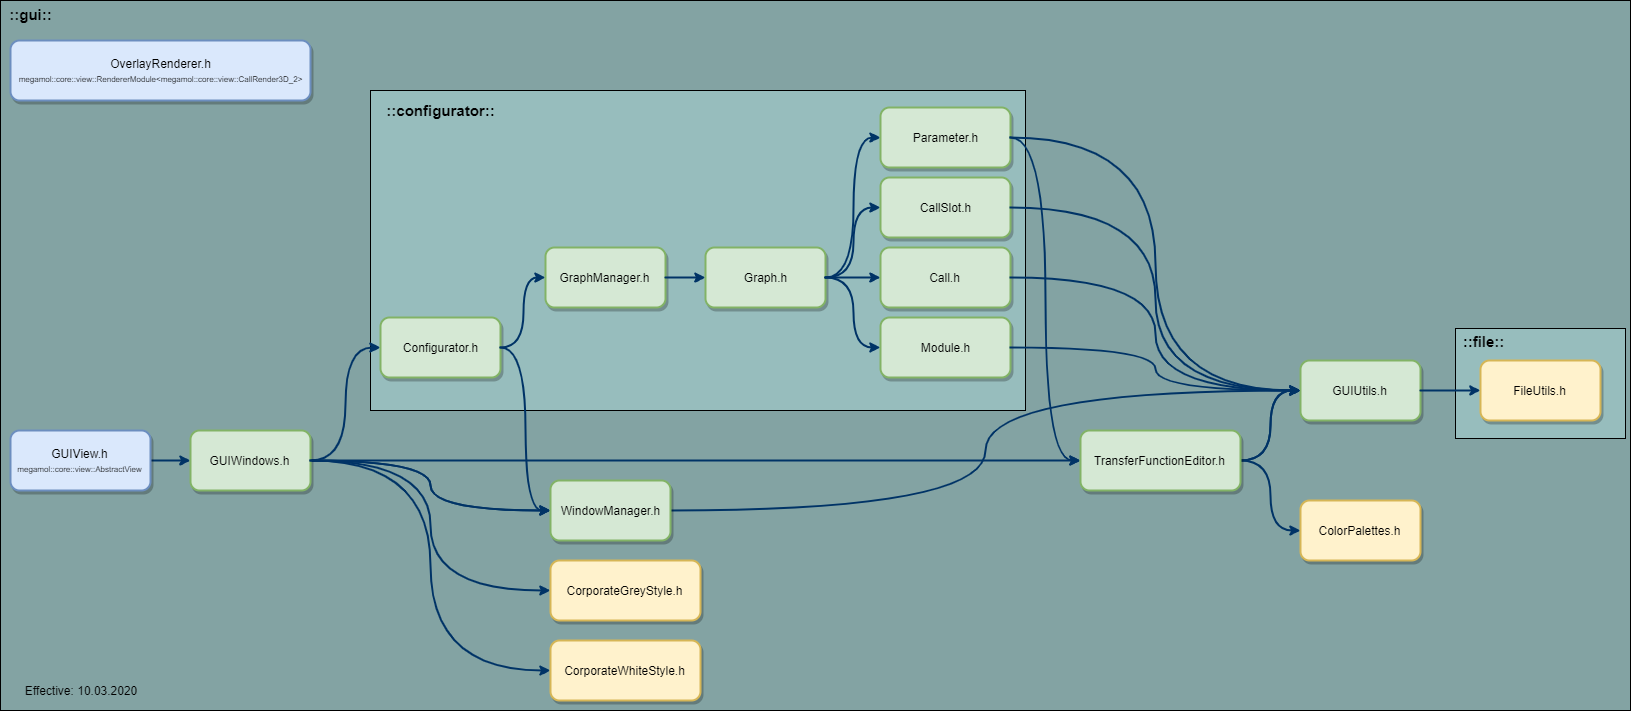 ::gui::
OverlayRenderer.h
megamol::core::view::RendererModule<megamol::core::view::CallRender3D_2>
::configurator::
Parameter.h
CallSlot.h
GraphManager.h
Graph.h
Call.h
Configurator.h
Module.h
::file::
GUIUtils.h
FileUtils.h
GUIView.h
megamol::core::view::AbstractView
GUIWindows.h
TransferFunctionEditor.h
WindowManager.h
ColorPalettes.h
CorporateGreyStyle.h
CorporateWhiteStyle.h
Effective: 10.03.2020